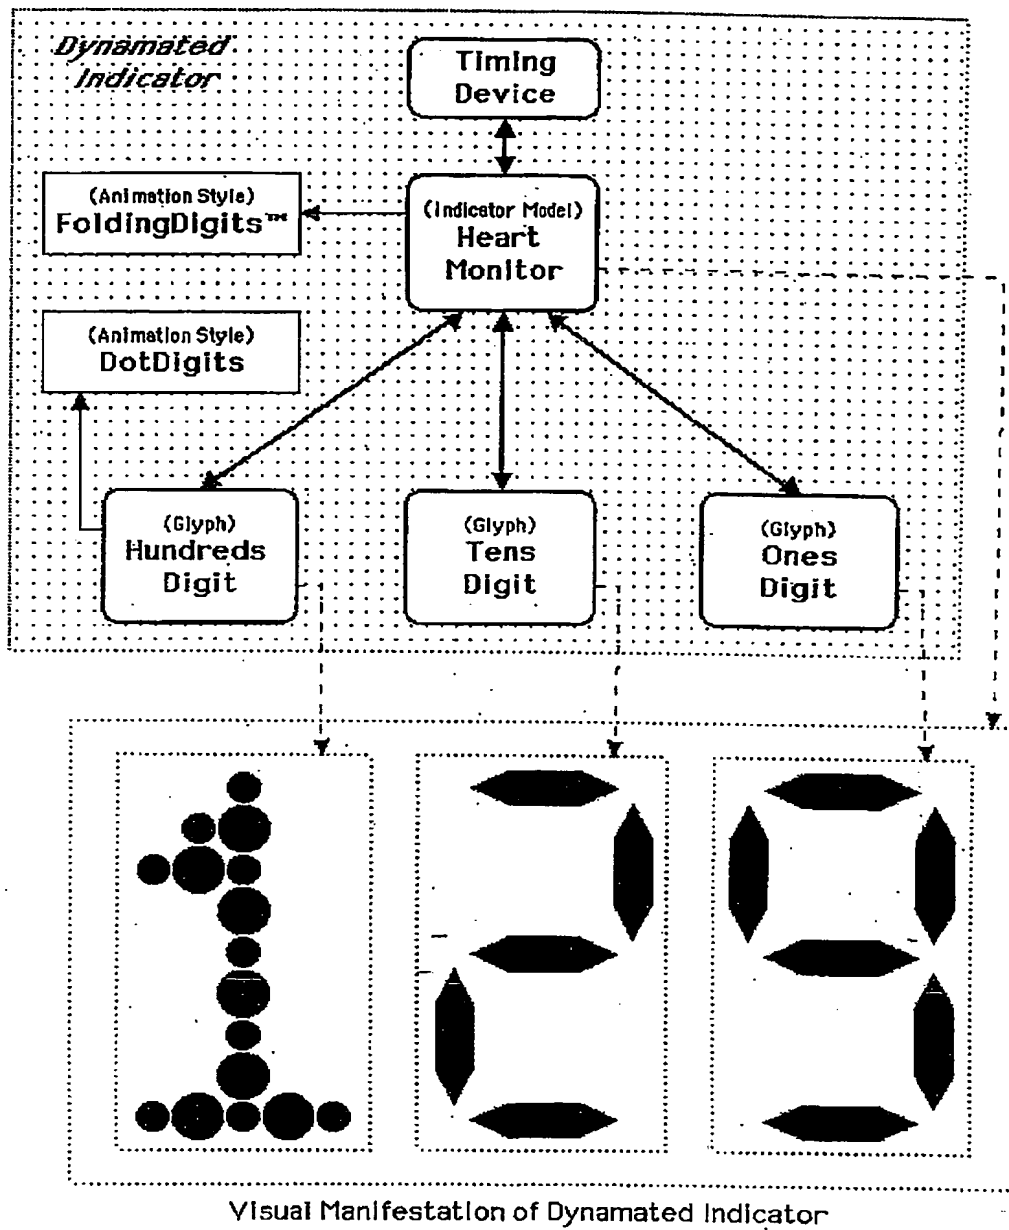 Dynamated
Indicator
Timing
Device
(Animation Style)
FoldingDigits™
(Indicator Model)
Heart
Monitor
(Animation Style)
DotDigits
(Glyph)
Hundreds
Digit
(Glyph)
Tens
Digit
(Glyph)
Ones
Digit
129
Visual Manifestation of Dynamated Indicator